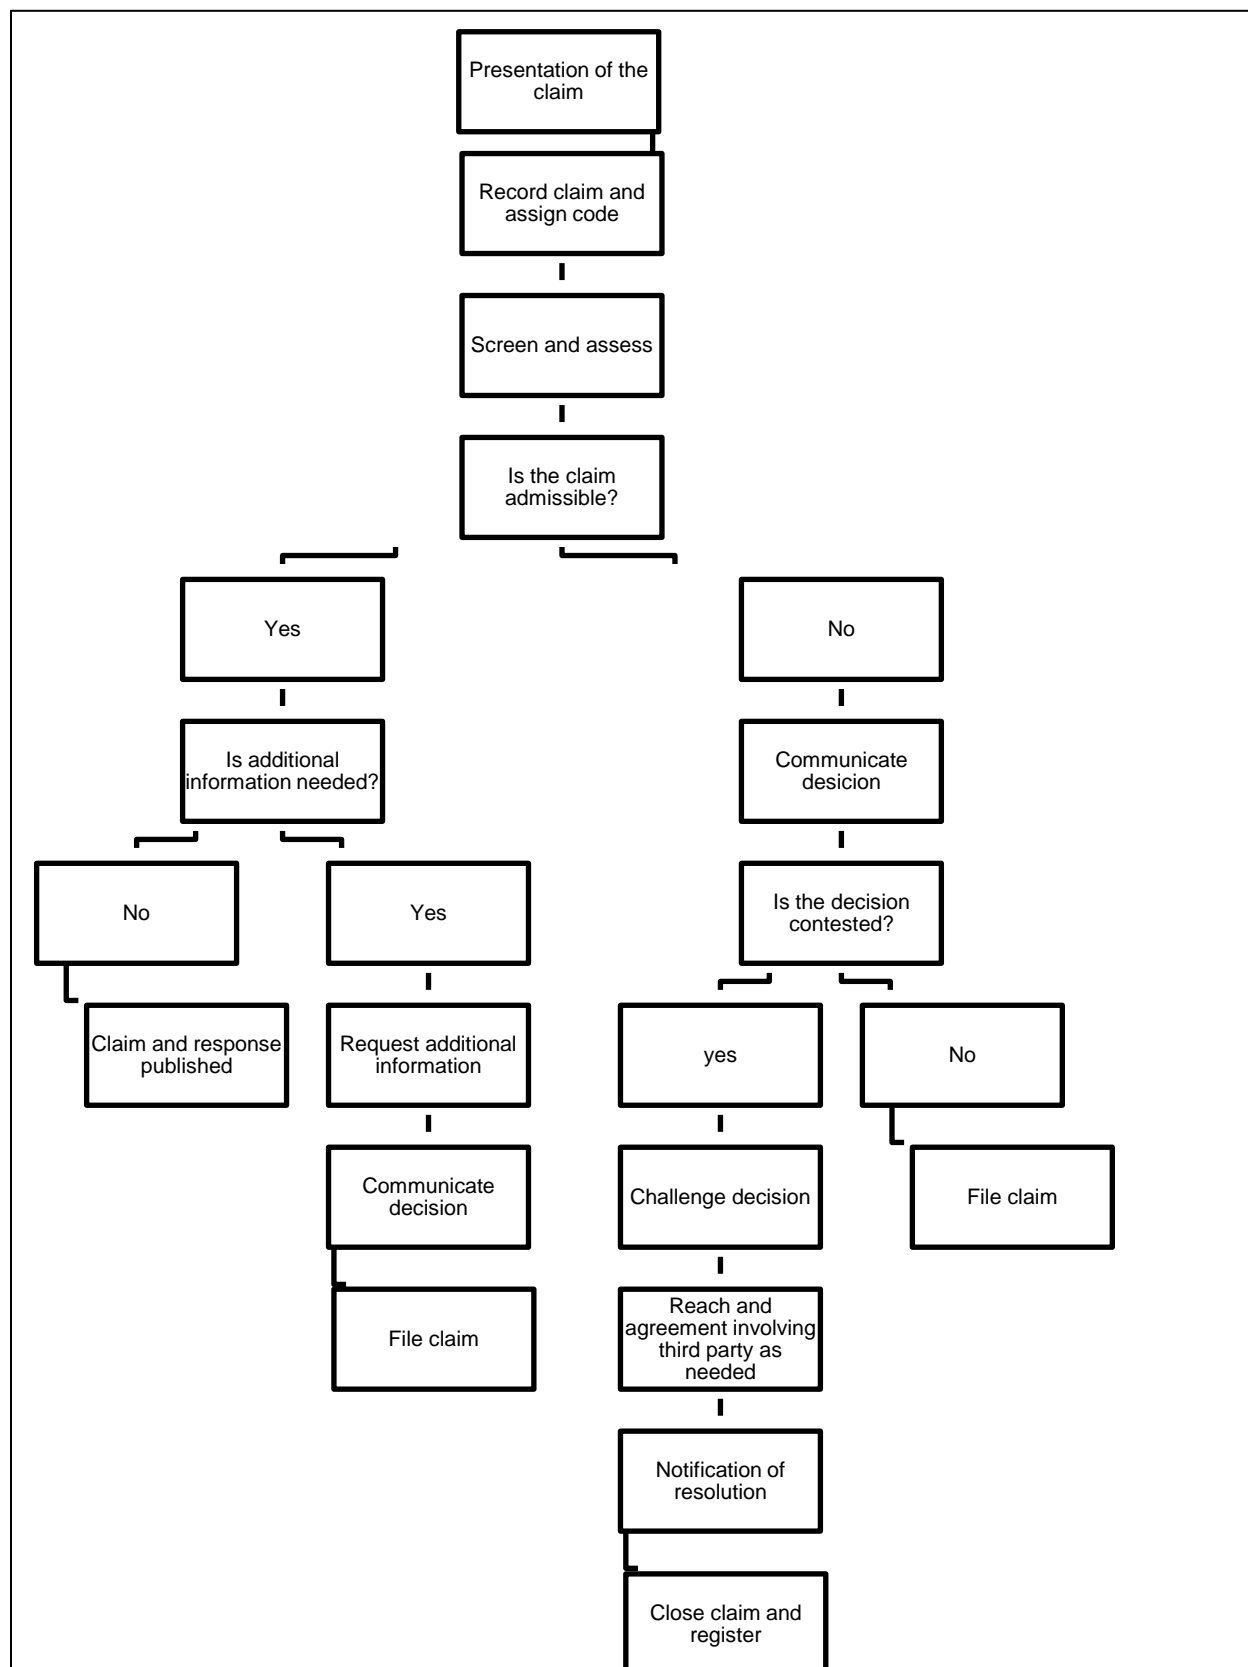 Presentation of the
claim
Record claim and
assign code
Screen and assess
Is the claim
admissible?
Yes
No
Is additional
information needed?
Communicate
desicion
No
Yes
Is the decision
contested?
Claim and response
published
Request additional
information
yes
No
Communicate
decision
Challenge decision
File claim
File claim
Reach and
agreement involving
third party as
needed
Notification of
resolution
Close claim and
register